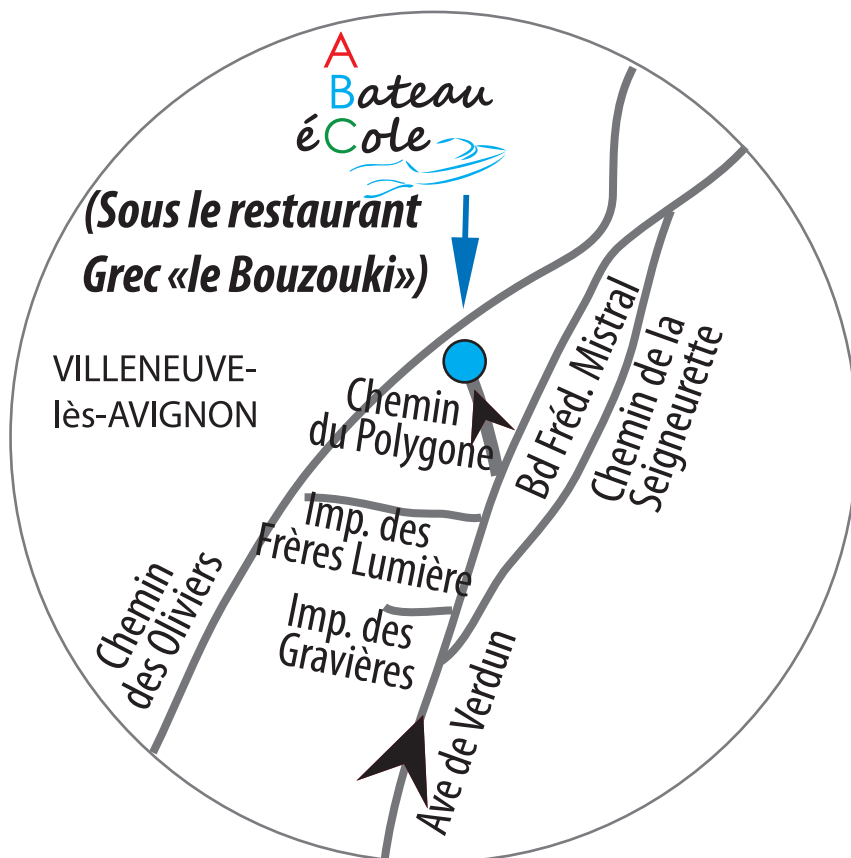 A
Bateau
éCole
(Sous le restaurant
Grec «le Bouzouki»)
VILLENEUVE-
lès-AVIGNON
Chemin
du Polygone
Bd Fréd. Mistral
Chemin de la
Seigneurette
Imp. des
Frères Lumière
Chemin
des Oliviers
Imp. des
Gravières
Ave de Verdun